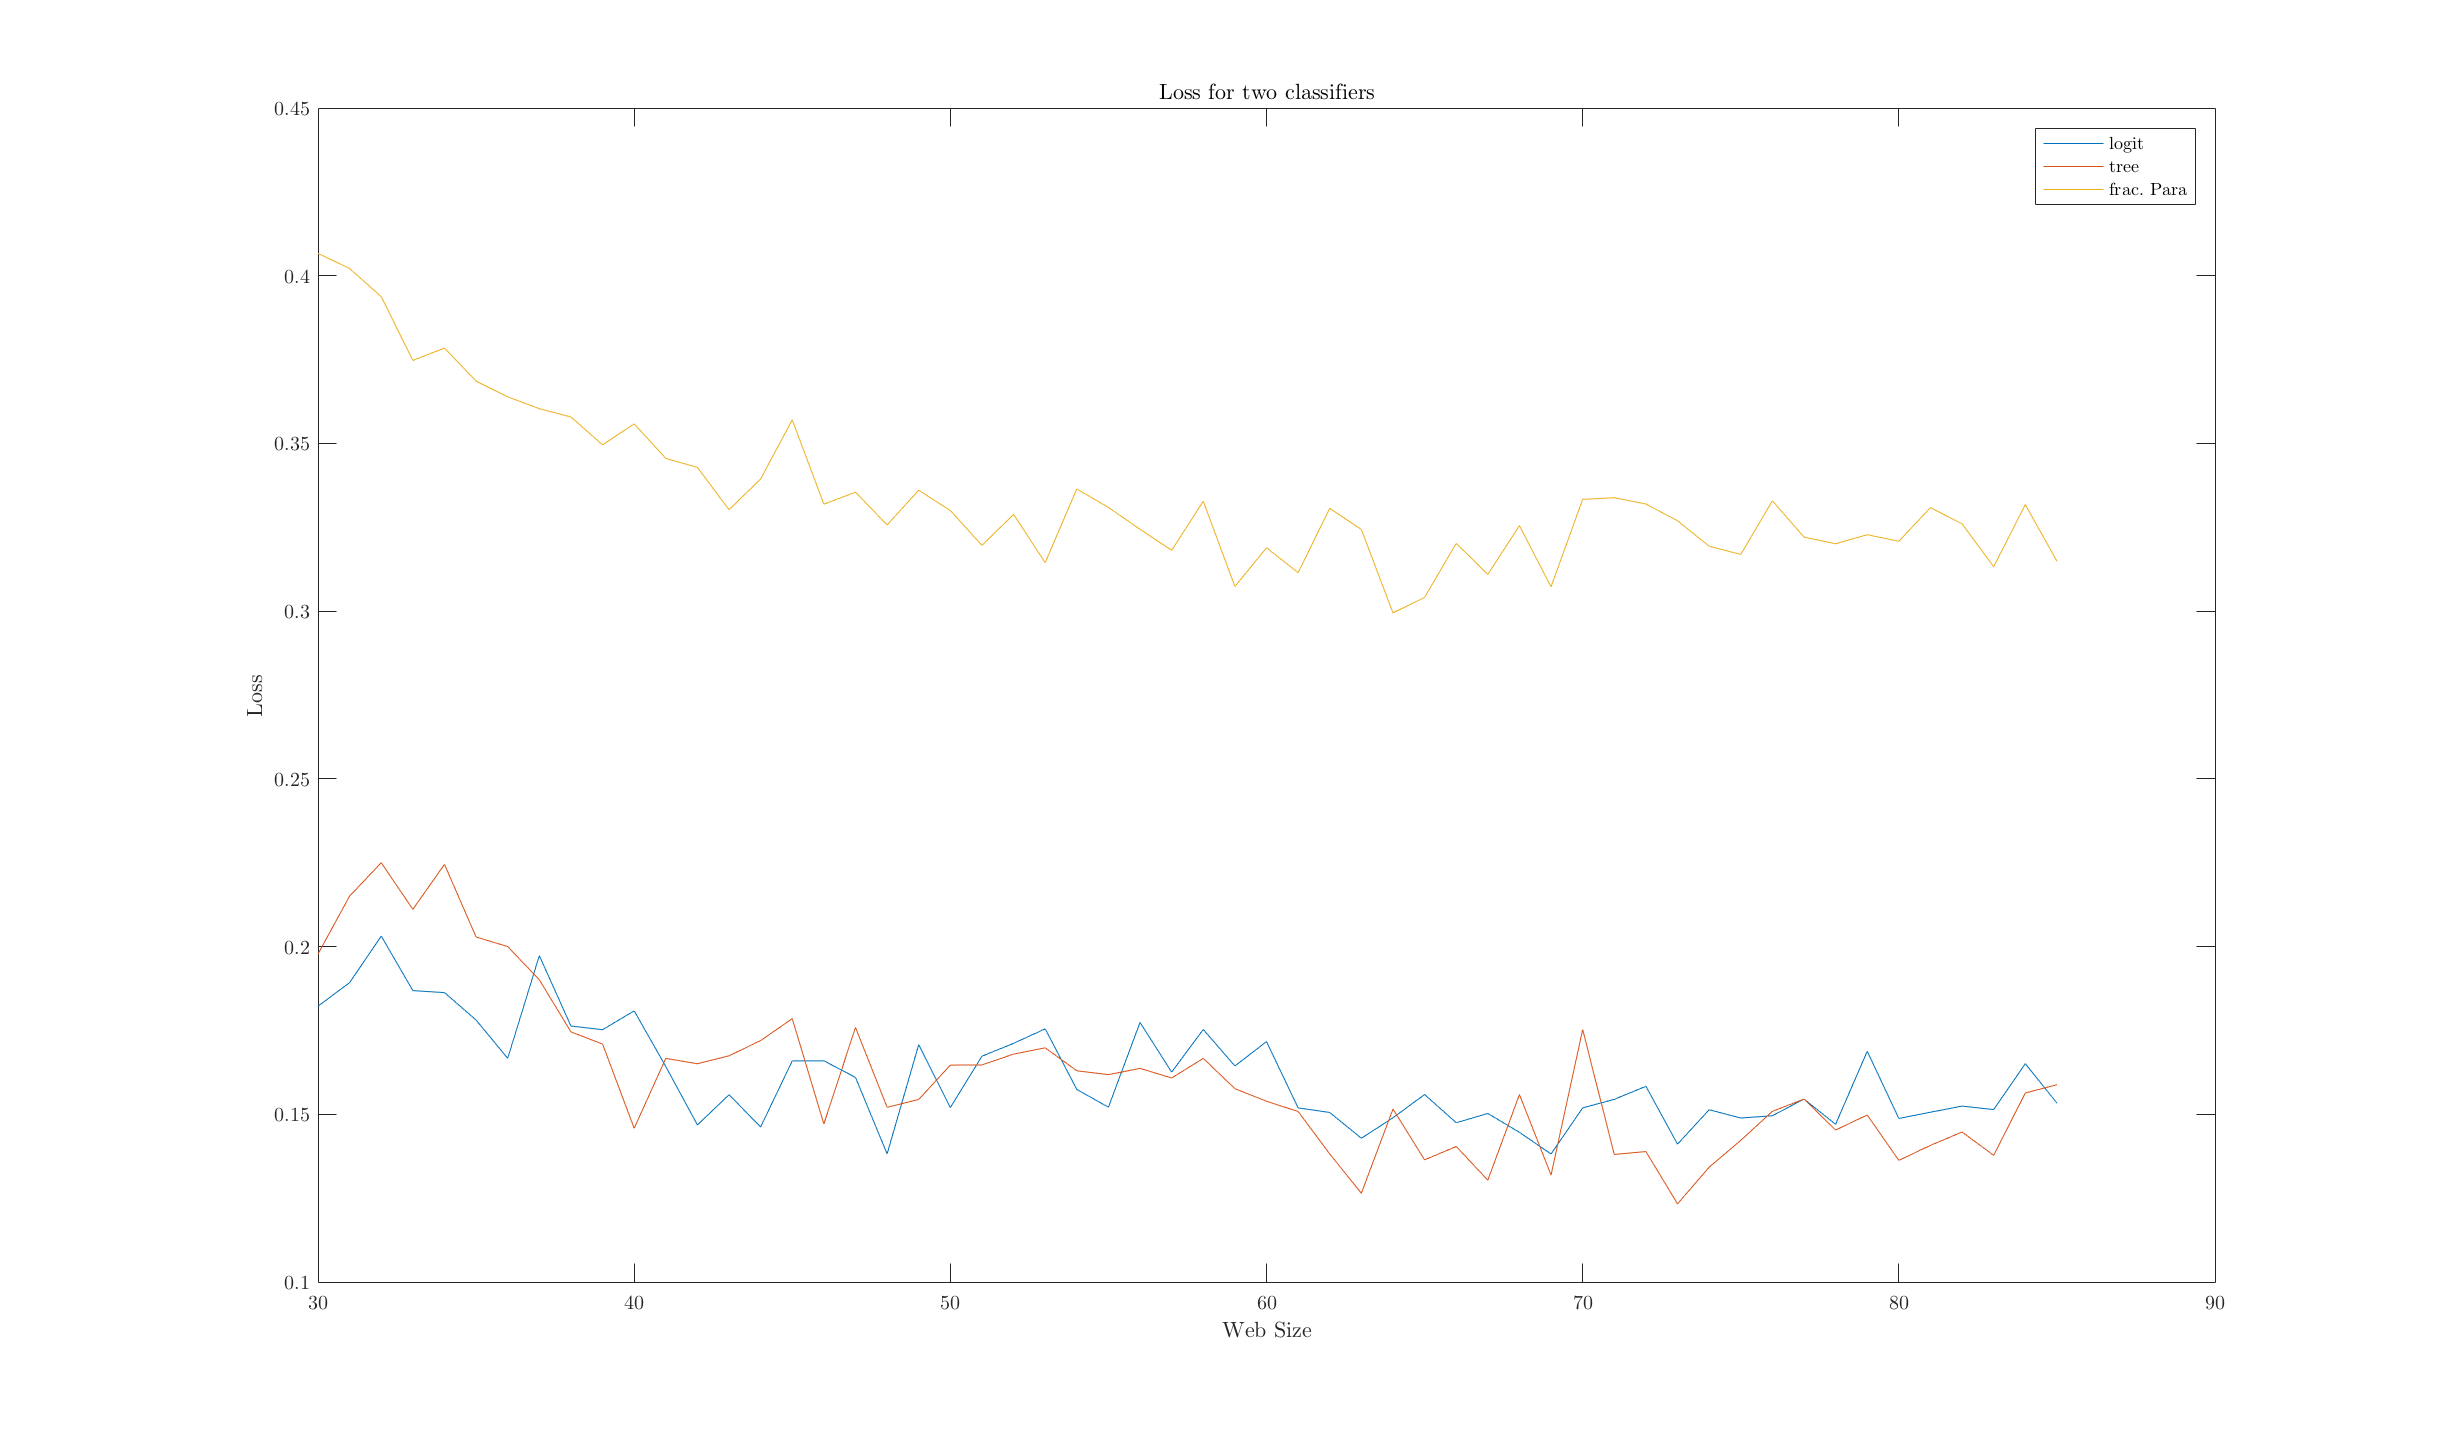 Loss for two classifiers
0.45
0.4
0.35
0.3
0.25
0.2
0.15
0.1
Loss
logit
tree
frac. Para
30 40 50 60 70 80 90
Web Size